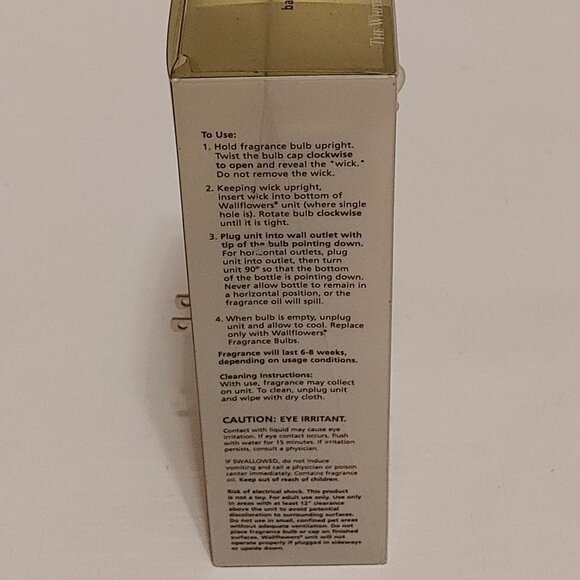 ba
THE WHIT
To Use:
1. Hold fragrance bulb upright.
Twist the bulb cap clockwise
to open and reveal the "wick."
Do not remove the wick.
2. Keeping wick upright,
insert wick into bottom of
Wallflowers® unit (where single
hole is). Rotate bulb clockwise
until it is tight.
3. Plug unit into wall outlet with
tip of the bulb pointing down.
For horizontal outlets, plug
unit into outlet, then turn
unit 90° so that the bottom
of the bottle is pointing down.
Never allow bottle to remain in
a horizontal position, or the
fragrance oil will spill.
4. When bulb is empty, unplug
unit and allow to cool. Replace
only with Wallflowers®
Fragrance Bulbs.
Fragrance will last 6-8 weeks,
depending on usage conditions.
Cleaning Instructions:
With use, fragrance may collect
on unit. To clean, unplug unit
and wipe with dry cloth.
CAUTION: EYE IRRITANT.
Contact with liquid may cause eye
irritation. If eye contact occurs, flush
with water for 15 minutes. If irritation
persists, consult a physician.
IF SWALLOWED, do not induce
vomiting and call a physician or poison
center immediately. Contains fragrance
oil. Keep out of reach of children.
Risk of electrical shock. This product
is not a toy. For adult use only. Use only
in areas with at least 12" clearance
above the unit to avoid potential
discoloration to surrounding surfaces.
Do not use in small, confined pet areas
without adequate ventilation. Do not
place fragrance bulb or cap on finished
surfaces. Wallflowers® unit will not
operate properly if plugged in sideways
or upside down.